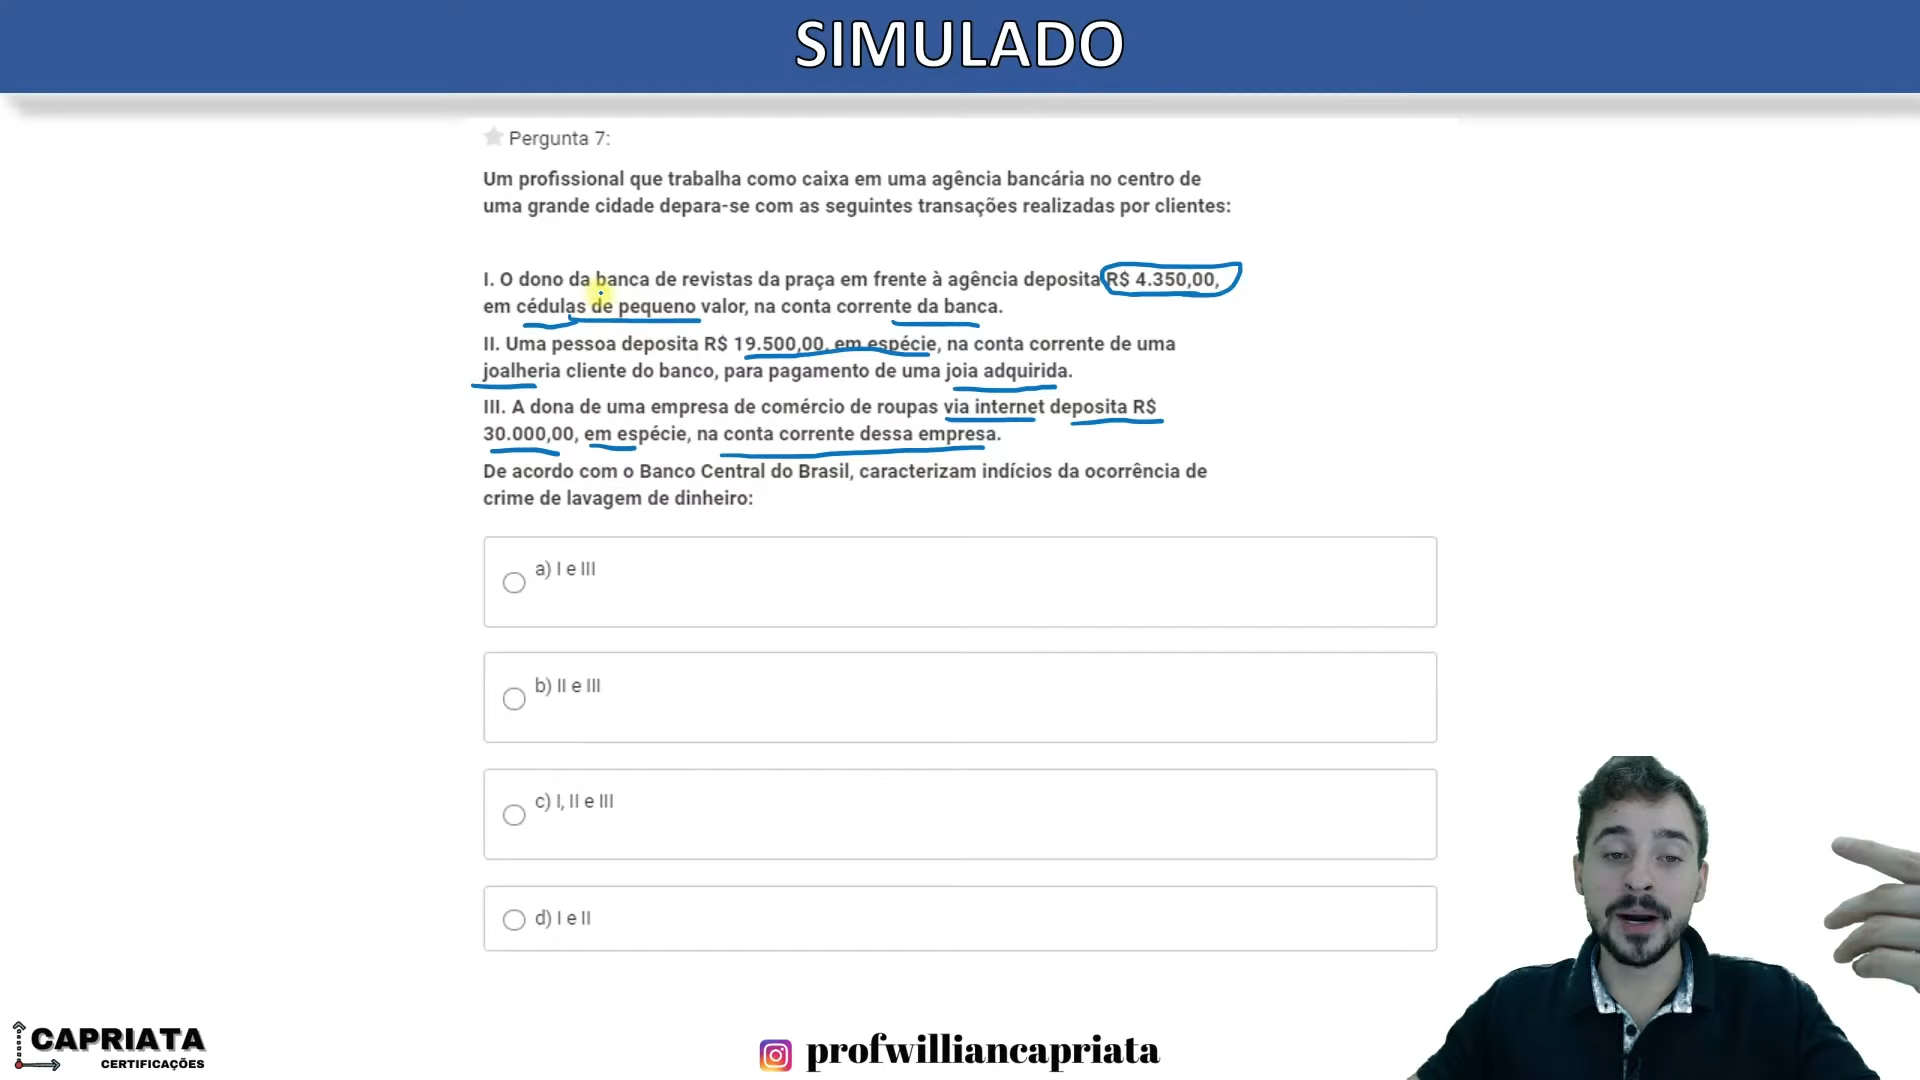 SIMULADO
Pergunta 7:
Um profissional que trabalha como caixa em uma agência bancária no centro de
uma grande cidade depara-se com as seguintes transações realizadas por clientes:
I. O dono da banca de revistas da praça em frente à agência deposita R$ 4.350,00,
em cédulas de pequeno valor, na conta corrente da banca.
II. Uma pessoa deposita R$ 19.500,00, em espécie, na conta corrente de uma
joalheria cliente do banco, para pagamento de uma joia adquirida.
III. A dona de uma empresa de comércio de roupas via internet deposita R$
30.000,00, em espécie, na conta corrente dessa empresa.
De acordo com o Banco Central do Brasil, caracterizam indícios da ocorrência de
crime de lavagem de dinheiro:
a) I e III
b) II e III
c) I, II e III
d) I e II
CAPRIATA
CERTIFICAÇÕES
profwilliancapriata